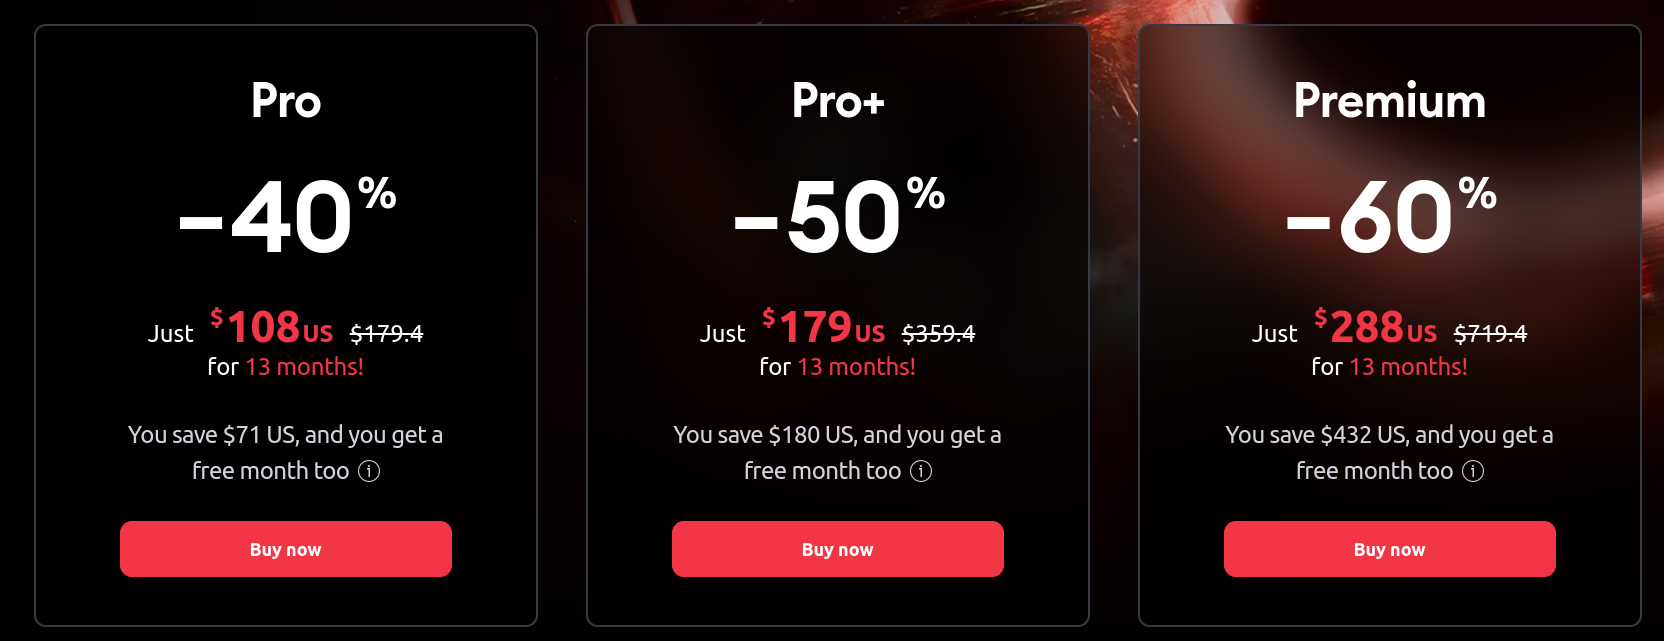 Pro
-40%
Just $108US $179.4
for 13 months!
You save $71 US, and you get a
free month too
Buy now
Pro+
-50%
Just $179US $359.4
for 13 months!
You save $180 US, and you get a
free month too
Buy now
Premium
-60%
Just $288US $719.4
for 13 months!
You save $432 US, and you get a
free month too
Buy now